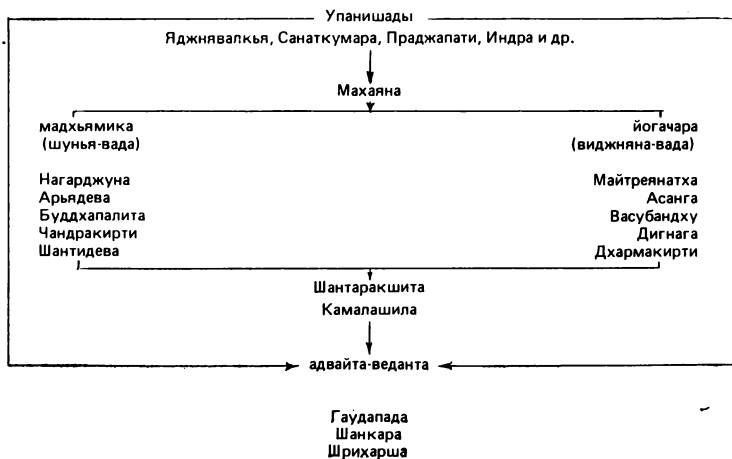 Упанишады
Яджнявалкья, Санаткумара, Праджапати, Индра и др.
Махаяна
мадхьямика
(шунья-вада)
йогачара
(виджняна-вада)
Нагарджуна
Арьядева
Буддхапалита
Чандракирти
Шантидева
Майтреянатха
Асанга
Васубандху
Дигнага
Дхармакирти
Шантаракшита
Камалашила
адвайта-веданта
Гаудапада
Шанкара
Шрихарша